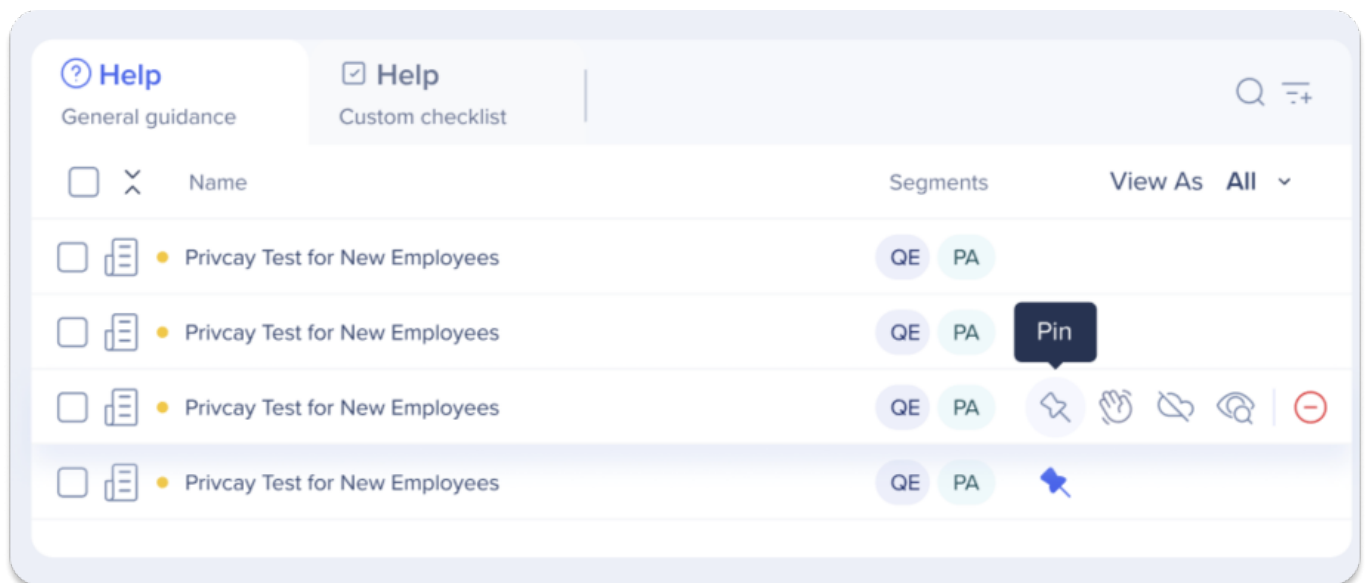 Help
General guidance
Help
Custom checklist
Name Segments View As All
Privcay Test for New Employees QE PA
Privcay Test for New Employees QE PA
Pin
Privcay Test for New Employees QE PA
Privcay Test for New Employees QE PA